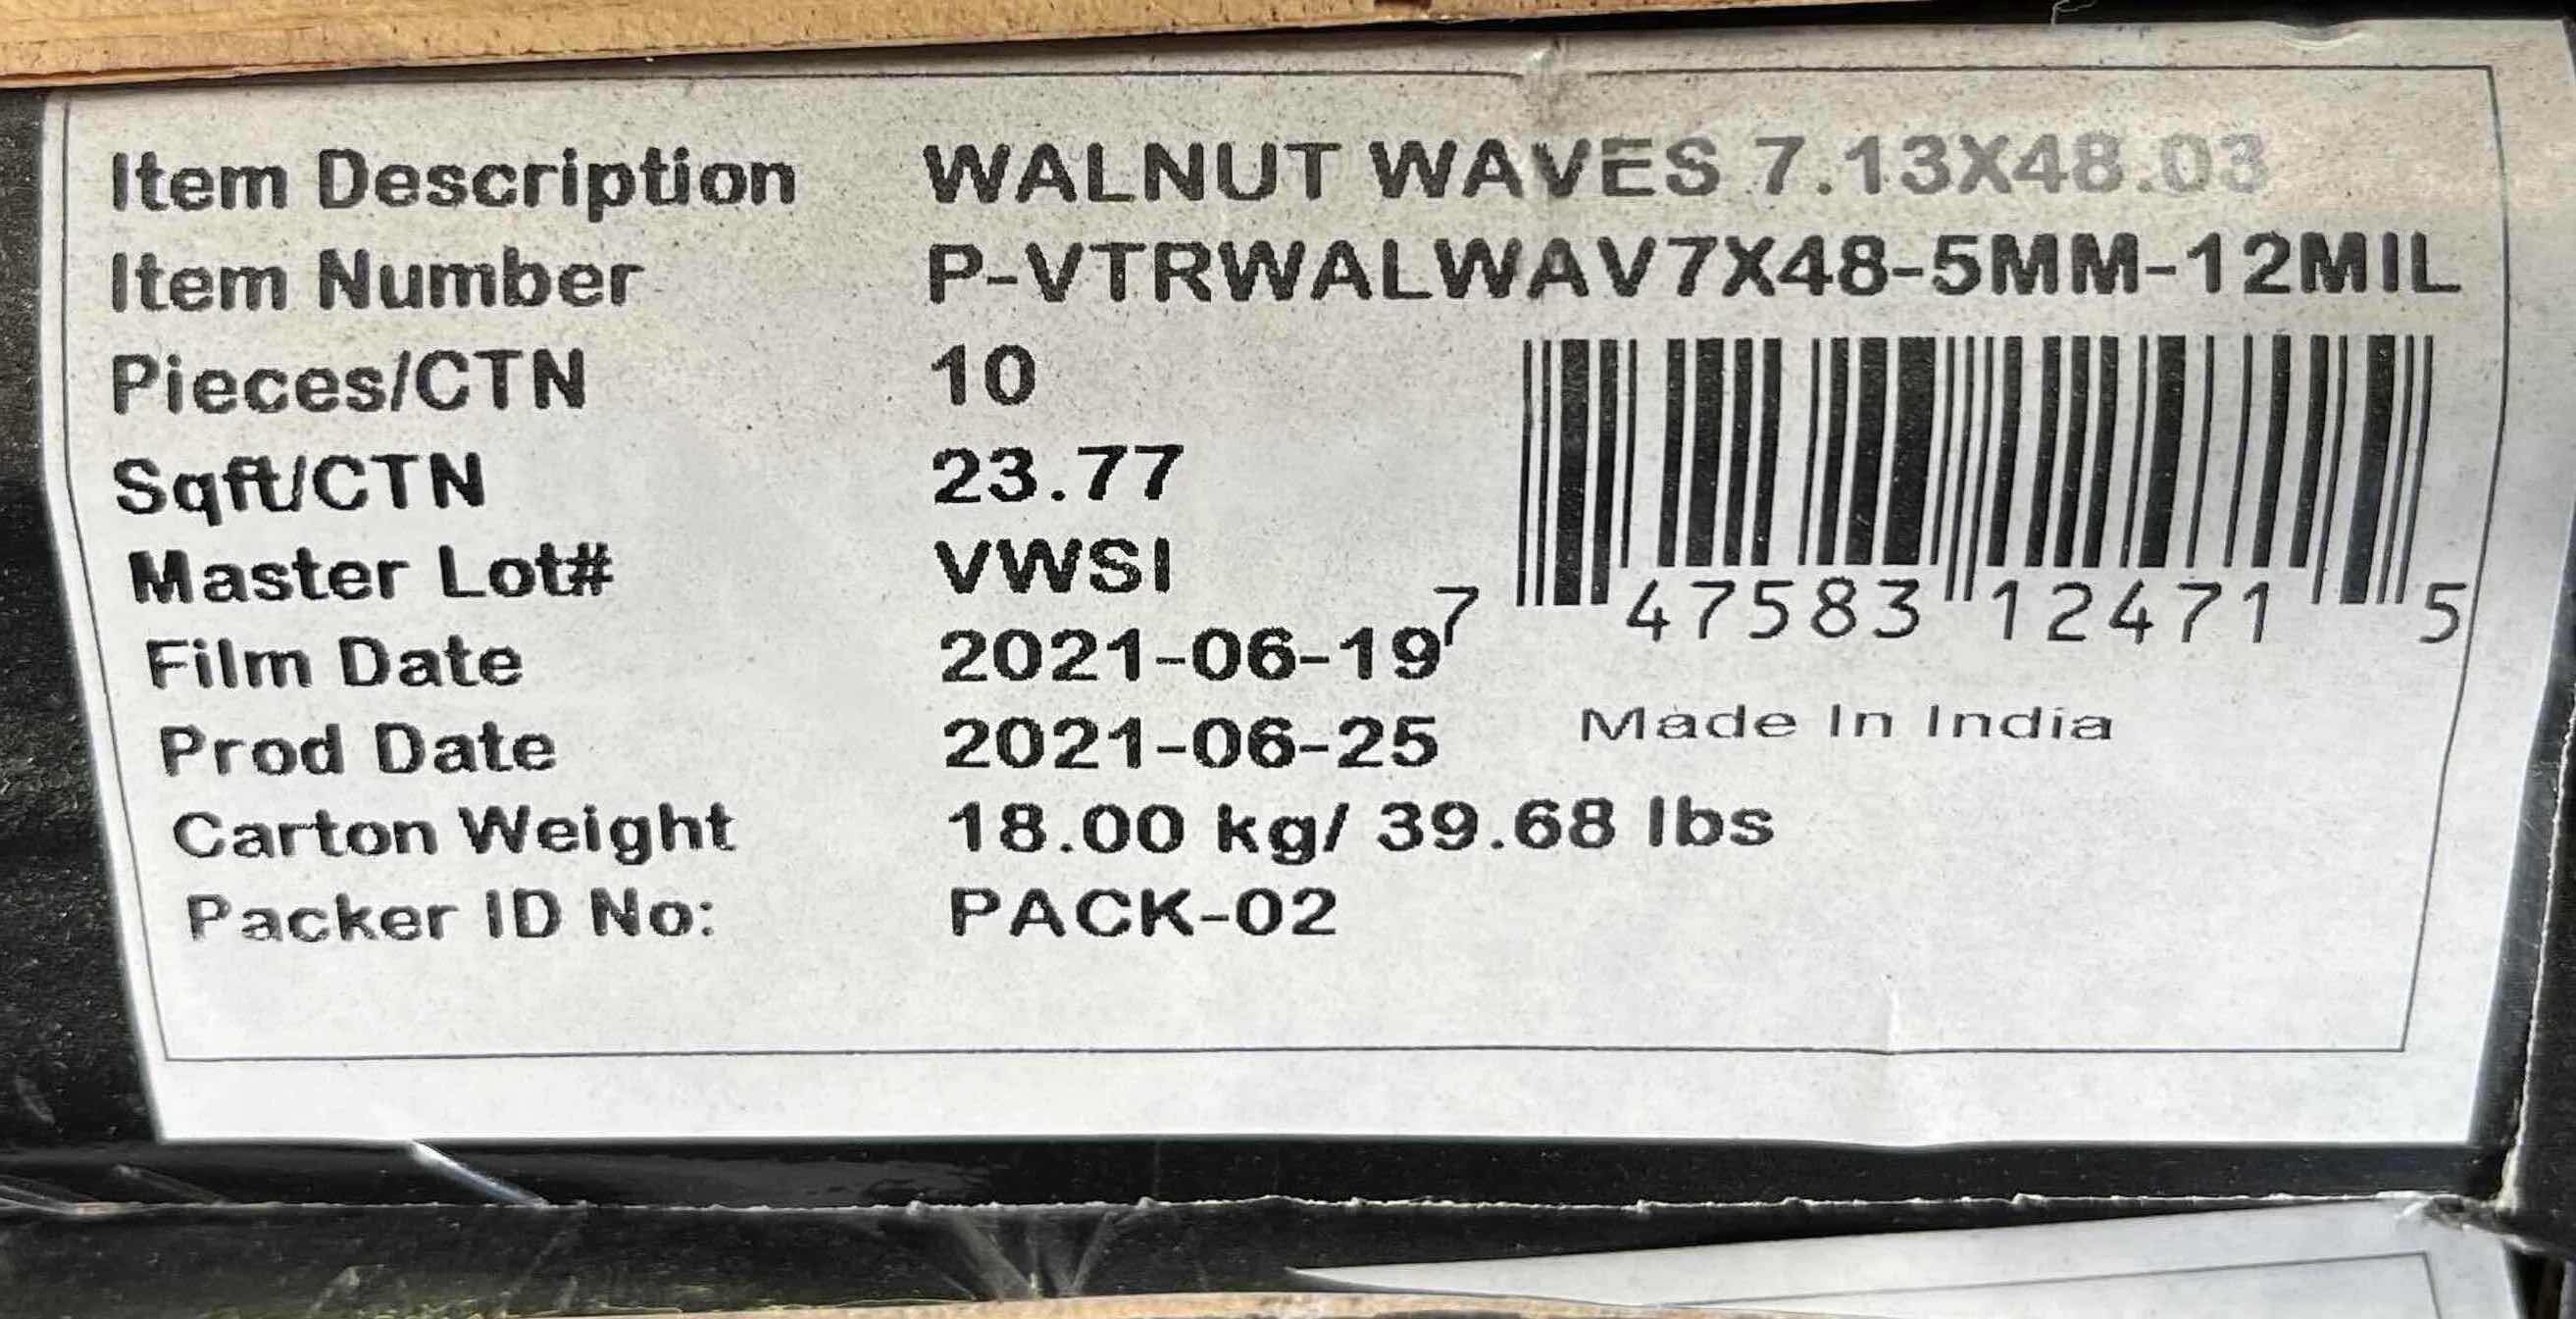 Item Description WALNUT WAVES 7.13X48.03
Item Number P-VTRWALWAV7X48-5MM-12MIL
Pieces/CTN 10
Sqft/CTN 23.77
Master Lot# VWSI
7 47583 12471 5
Film Date 2021-06-19
Prod Date 2021-06-25
Made In India
Carton Weight 18.00 kg/ 39.68 lbs
Packer ID No: PACK-02